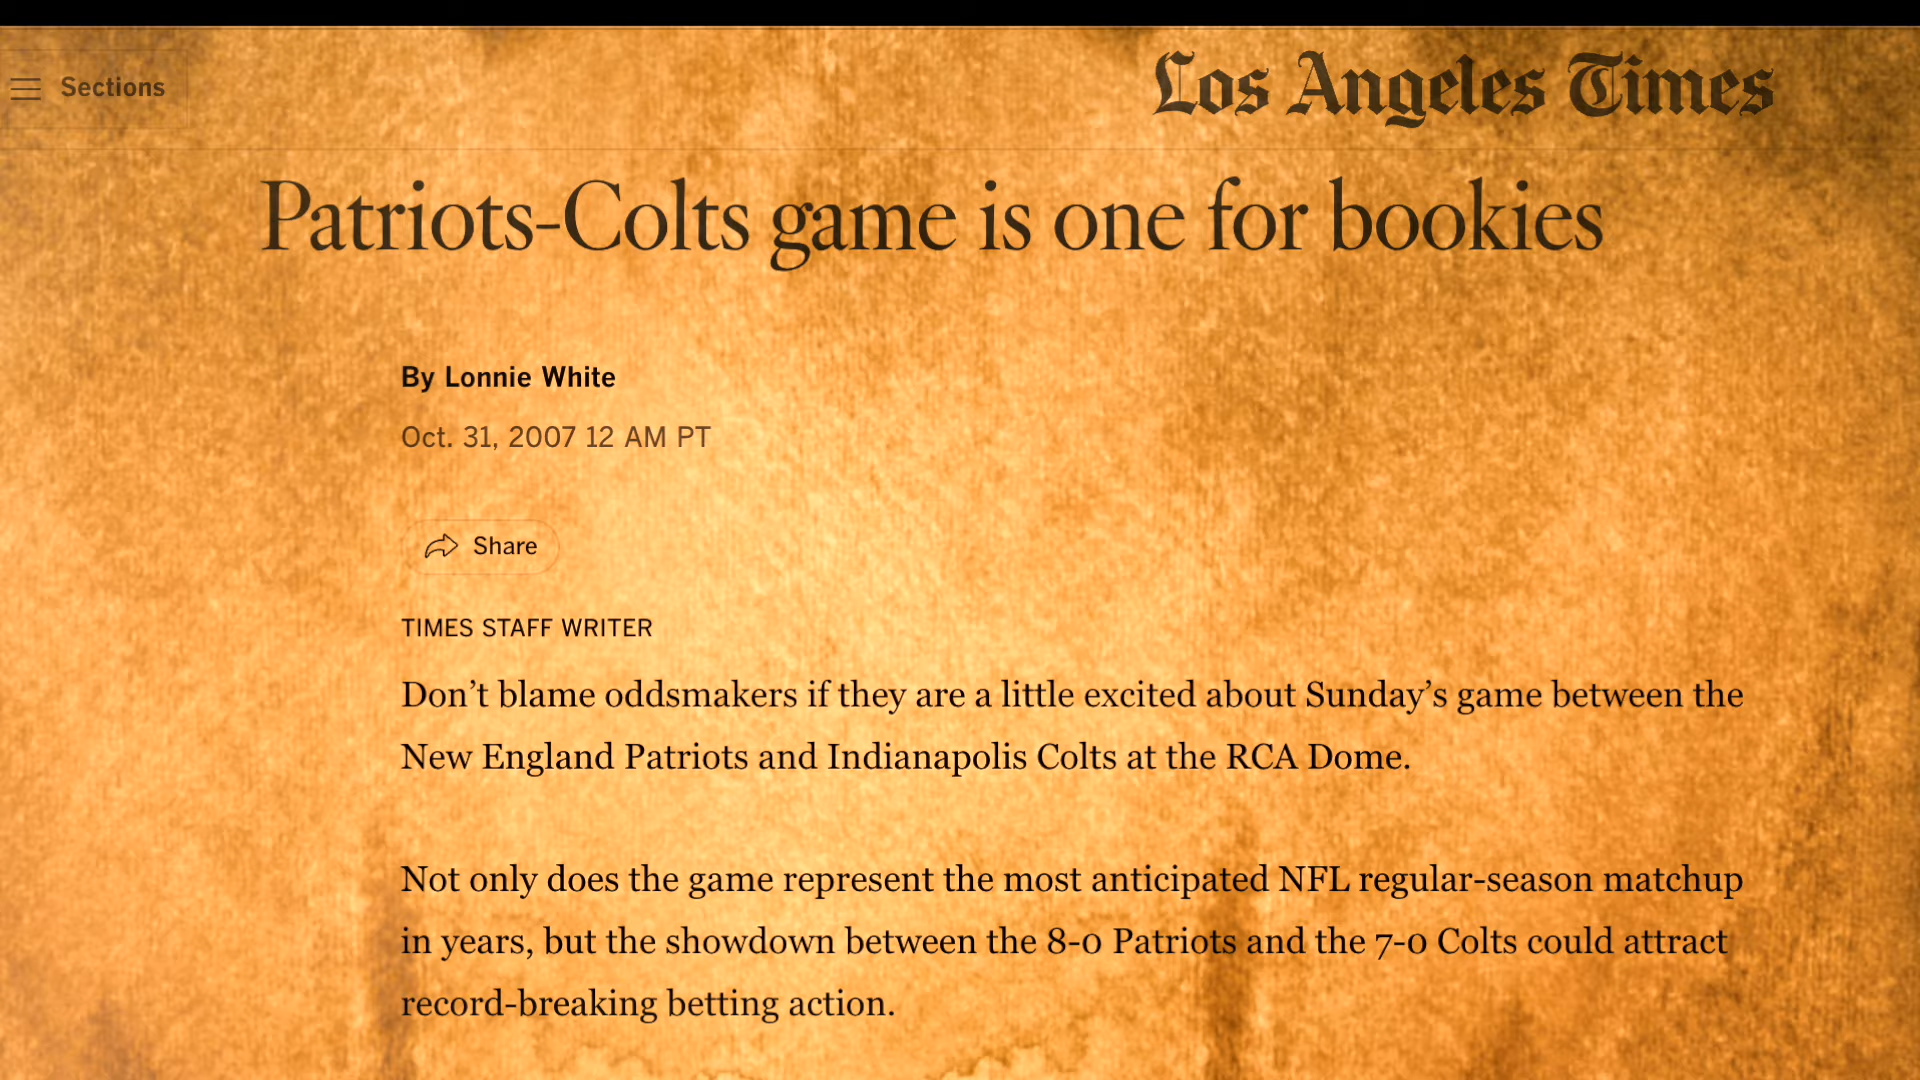 Sections
Los Angeles Times
Patriots-Colts game is one for bookies
By Lonnie White
Oct. 31, 2007 12 AM PT
Share
TIMES STAFF WRITER
Don’t blame oddsmakers if they are a little excited about Sunday’s game between the
New England Patriots and Indianapolis Colts at the RCA Dome.
Not only does the game represent the most anticipated NFL regular-season matchup
in years, but the showdown between the 8-0 Patriots and the 7-0 Colts could attract
record-breaking betting action.